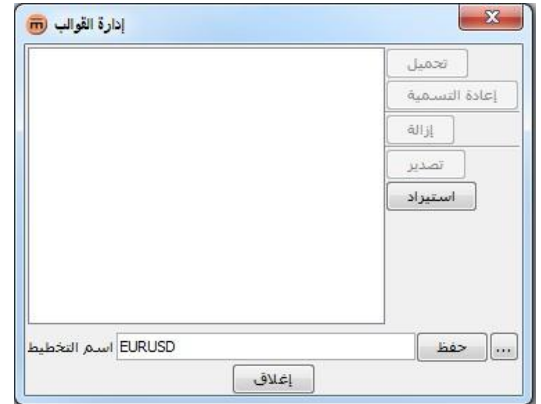 إدارة القوالب
تحميل
إعادة التسمية
إزالة
تصدير
استيراد
اسم التخطيط EURUSD حفظ ...
إغلاق